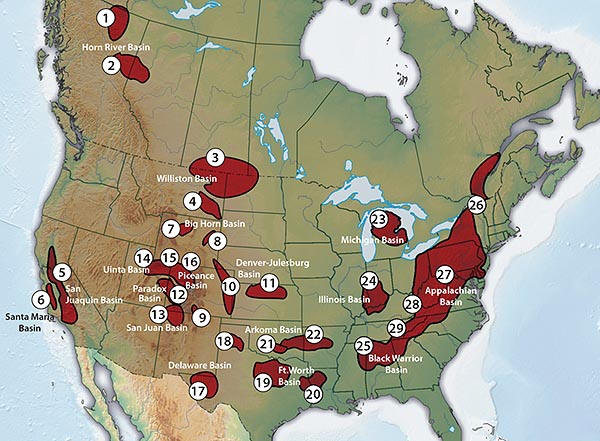 1
Horn River Basin
2
3
Williston Basin
4
7
Big Horn Basin
8
23
Michigan Basin
26
14
15
16
Uinta Basin
Piceance
Basin
Denver-Julesburg
Basin
5
San
Juaquin Basin
6
Santa Maria
Basin
Paradox
Basin
12
10
11
24
Illinois Basin
27
Appalachian
Basin
28
13
San Juan Basin
9
18
Arkoma Basin
21
22
29
25
Black Warrior
Basin
Delaware Basin
17
19
Ft.Worth
Basin
20